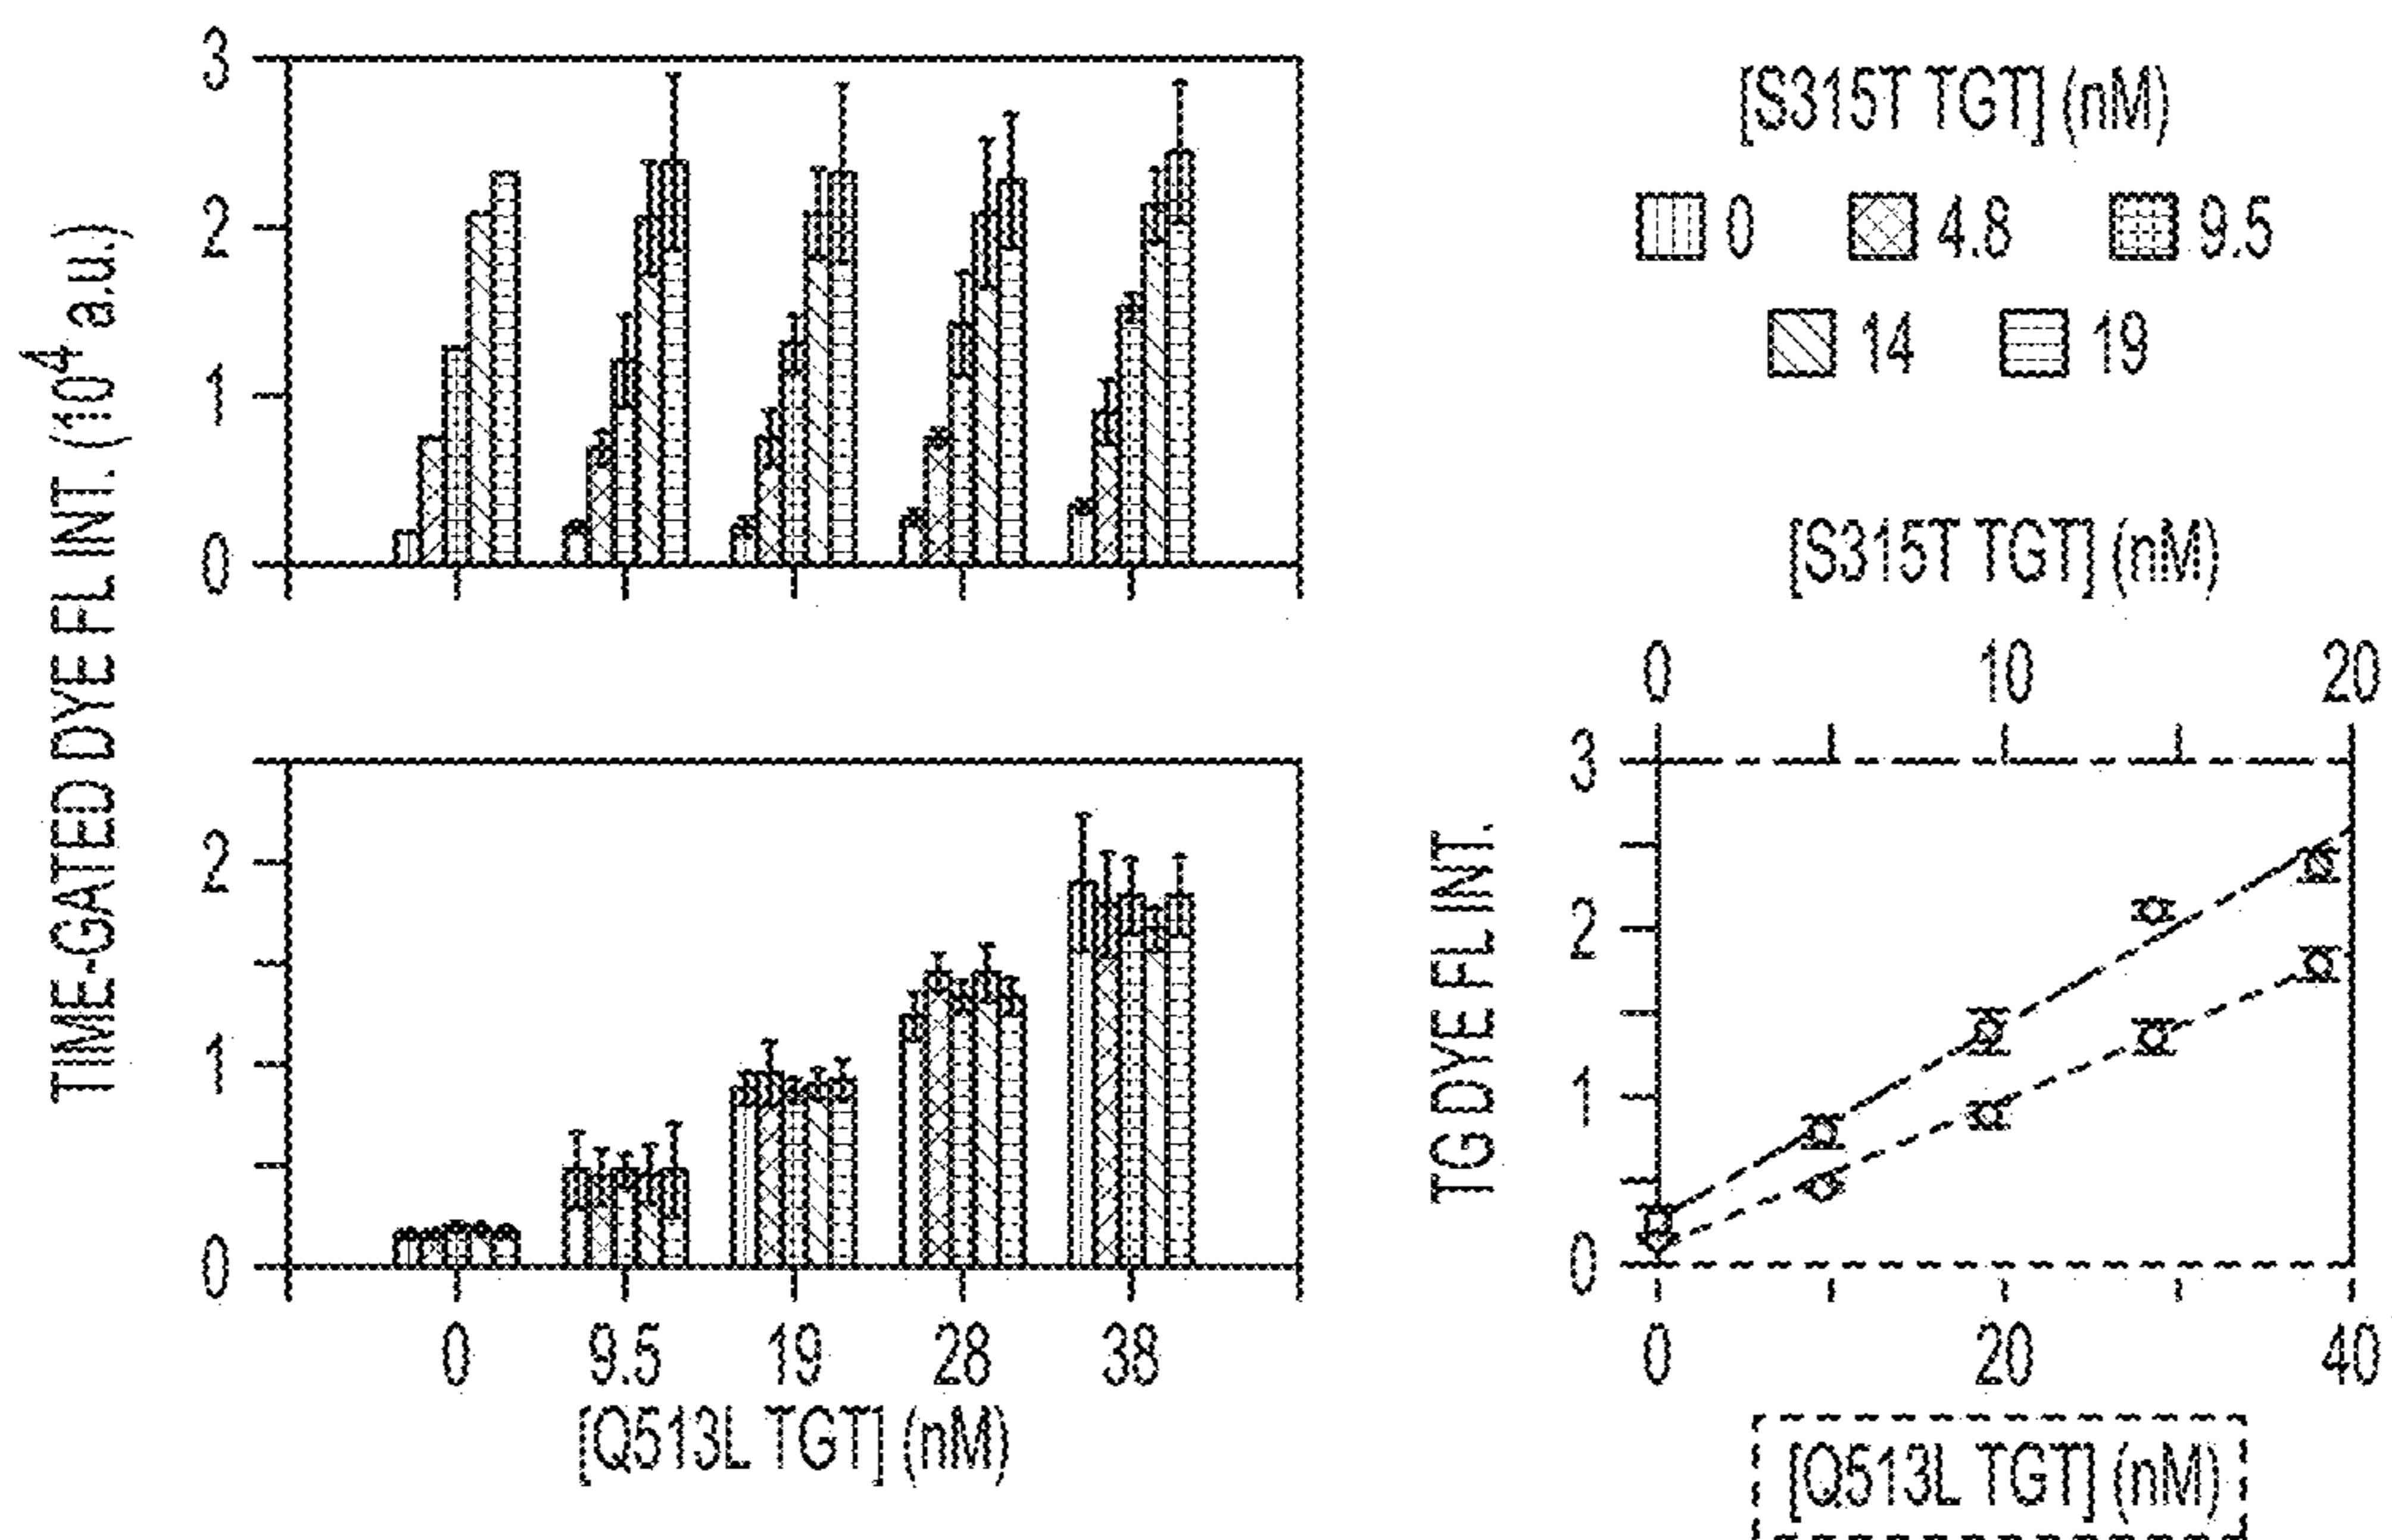 TIME-GATED DYE FL INT. (10⁴ a.u.)
3
2
1
0
2
1
0
0 9.5 19 28 38
[Q513L TGT] (nM)
[S315T TGT] (nM)
0 4.8 9.5
14 19
[S315T TGT] (nM)
0 10 20
TG DYE FL INT.
3
2
1
0
0 20 40
[Q513L TGT] (nM)